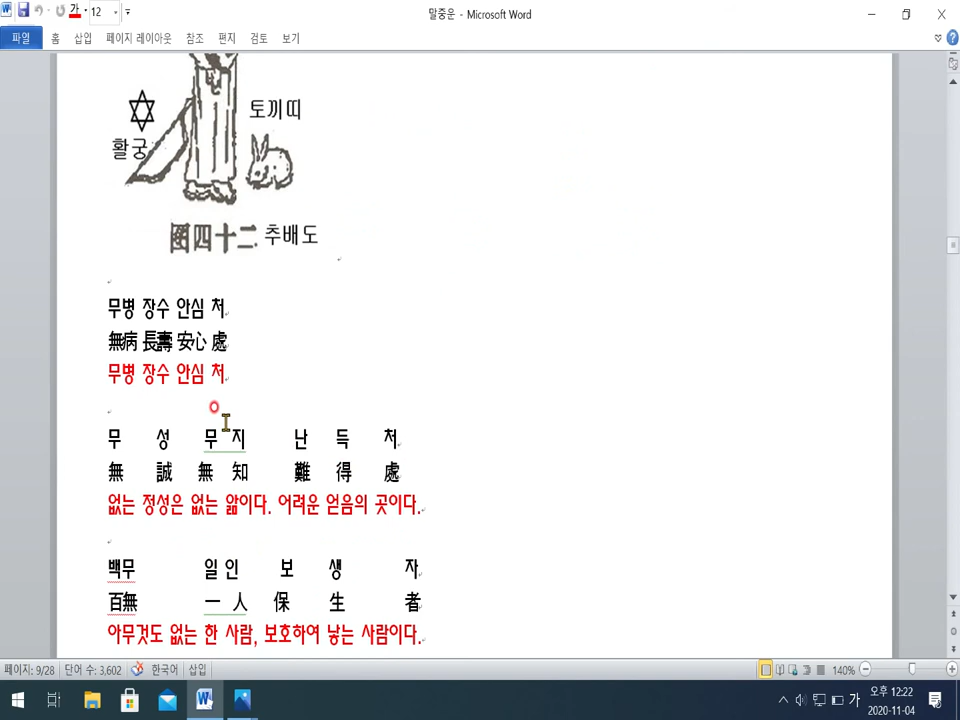 가 12
말중운 - Microsoft Word
파일 홈 삽입 페이지 레이아웃 참조 편지 검토 보기
토끼띠
활궁
圖四十二 추배도
무병 장수 안심 처
無病 長壽 安心 處
무병 장수 안심 처
무 성 무 지 난 득 처
無 誠 無 知 難 得 處
없는 정성은 없는 앎이다. 어려운 얻음의 곳이다.
백무 일 인 보 생 자
百無 一 人 保 生 者
아무것도 없는 한 사람, 보호하여 낳는 사람이다.
페이지: 9/28 단어 수: 3,602 한국어 삽입 140%
가 오후 12:22
2020-11-04